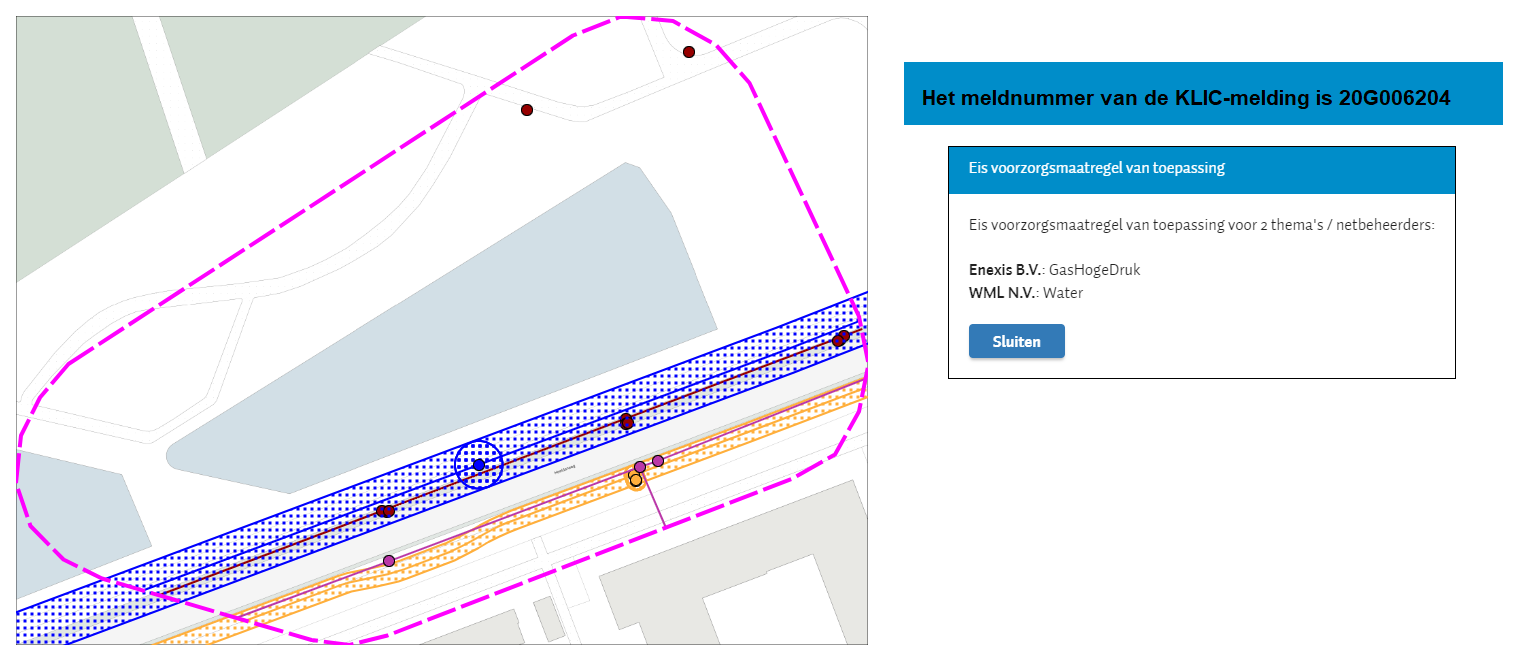 Het meldnummer van de KLIC-melding is 20G006204
Eis voorzorgsmaatregel van toepassing
Eis voorzorgsmaatregel van toepassing voor 2 thema's / netbeheerders:
Enexis B.V.: GasHogeDruk
WML N.V.: Water
Sluiten